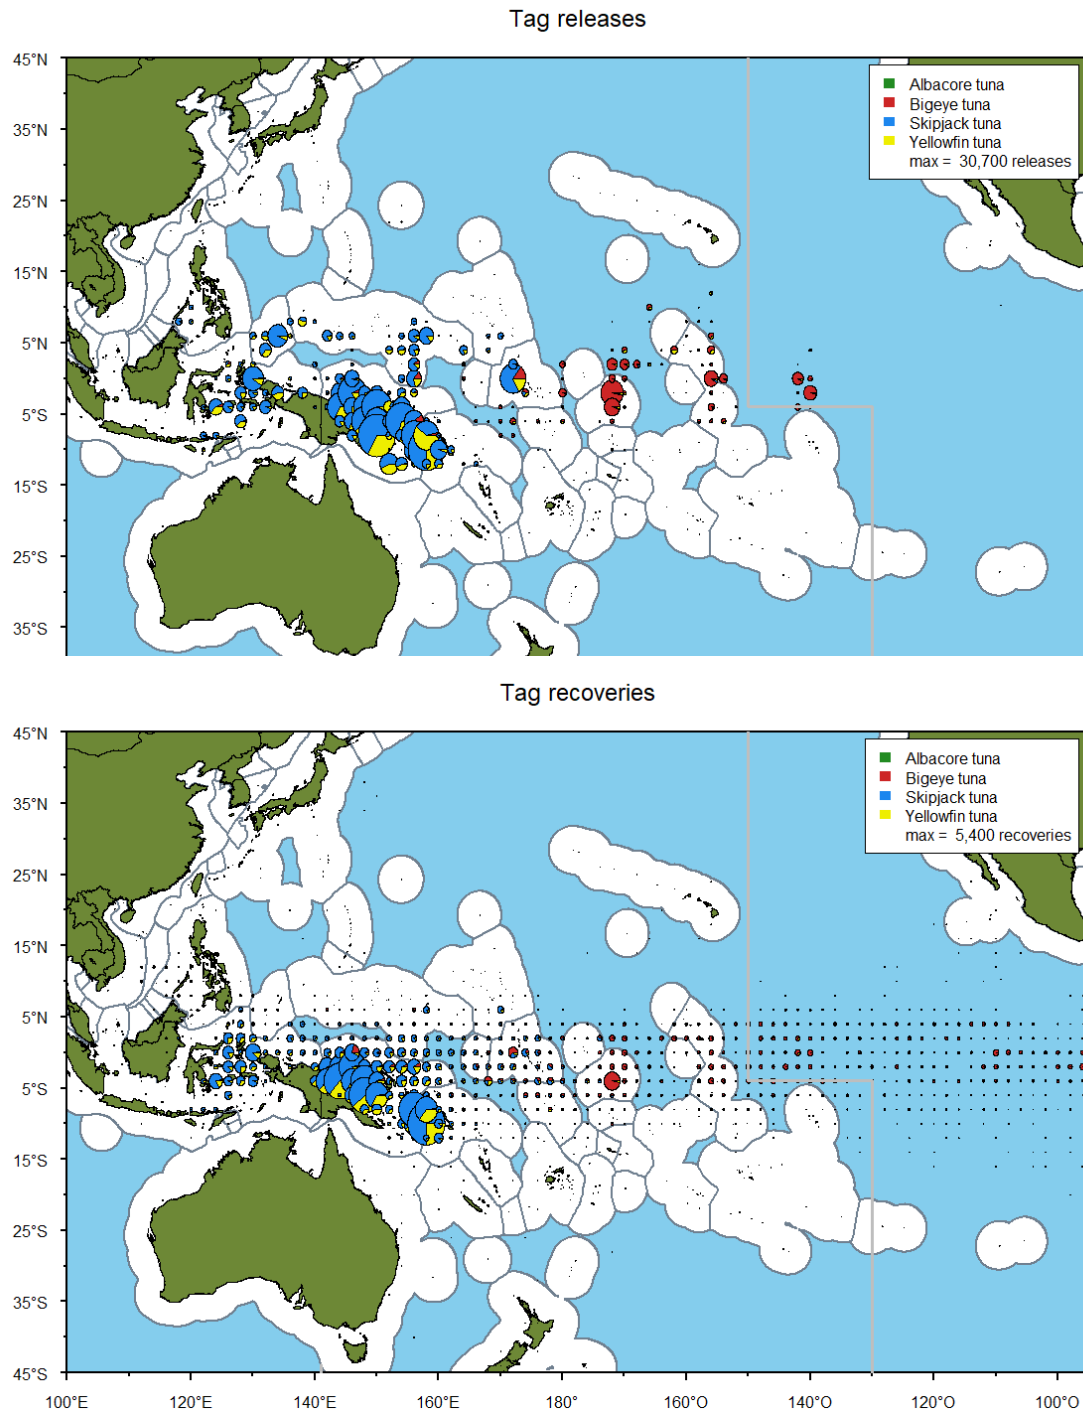 Tag releases
45°N
35°N
25°N
15°N
5°N
5°S
15°S
25°S
35°S
Albacore tuna
Bigeye tuna
Skipjack tuna
Yellowfin tuna
max = 30,700 releases
Tag recoveries
45°N
35°N
25°N
15°N
5°N
5°S
15°S
25°S
35°S
45°S
Albacore tuna
Bigeye tuna
Skipjack tuna
Yellowfin tuna
max = 5,400 recoveries
100°E 120°E 140°E 160°E 180° 160°O 140°O 120°O 100°O